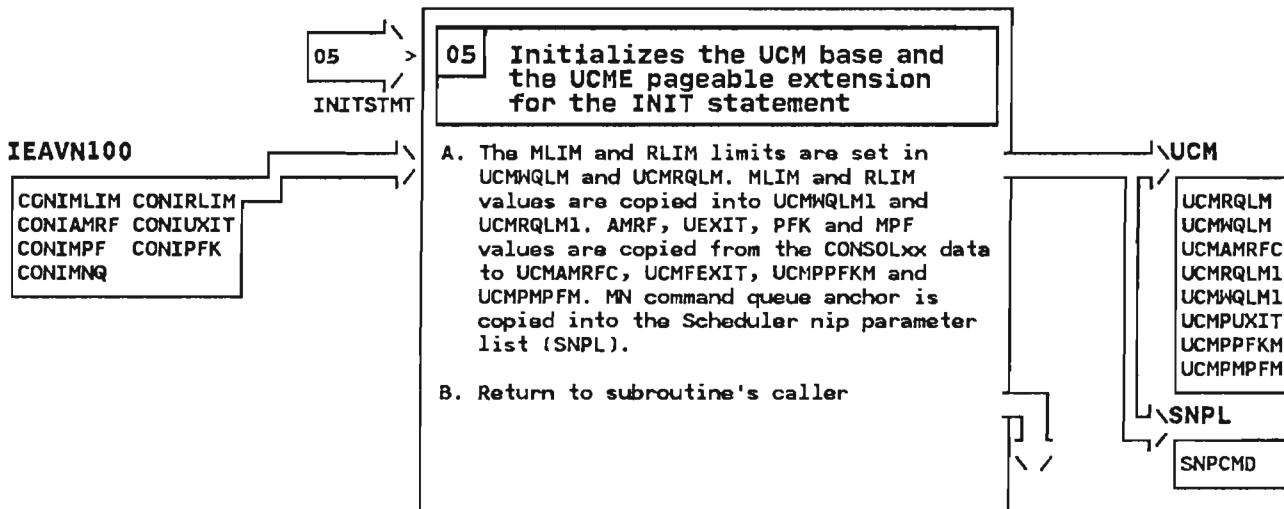 05
INITSTMT
05 Initializes the UCM base and
the UCME pageable extension
for the INIT statement
IEAVN100
CONIMLIM CONIRLIM
CONIAMRF CONIUXIT
CONIMPF CONIPFK
CONIMNQ
A. The MLIM and RLIM limits are set in
UCMWQLM and UCMRQLM. MLIM and RLIM
values are copied into UCMWQLM1 and
UCMRQLM1. AMRF, UEXIT, PFK and MPF
values are copied from the CONSOLxx data
to UCMAMRFC, UCMFEXIT, UCMPPFKM and
UCMPMPFM. MN command queue anchor is
copied into the Scheduler nip parameter
list (SNPL).
B. Return to subroutine's caller
UCM
UCMRQLM
UCMWQLM
UCMAMRFC
UCMRQLM1
UCMWQLM1
UCMPUXIT
UCMPPFKM
UCMPMPFM
SNPL
SNPCMD